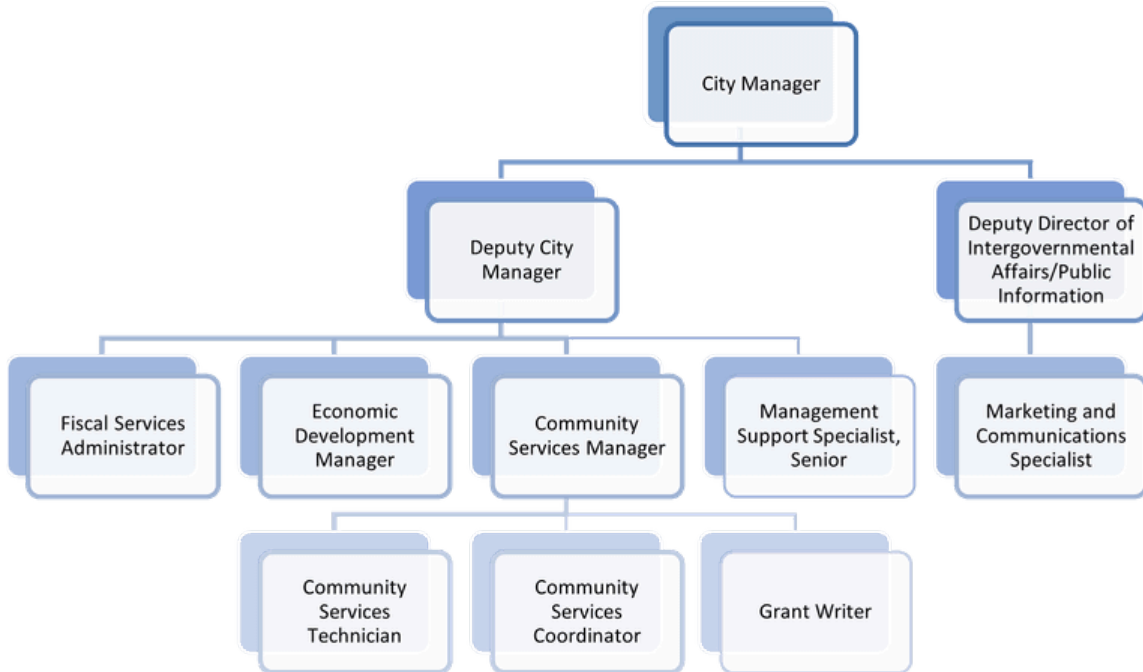 City Manager
Deputy City
Manager
Deputy Director of
Intergovernmental
Affairs/Public
Information
Fiscal Services
Administrator
Economic
Development
Manager
Community
Services Manager
Management
Support Specialist,
Senior
Marketing and
Communications
Specialist
Community
Services
Technician
Community
Services
Coordinator
Grant Writer